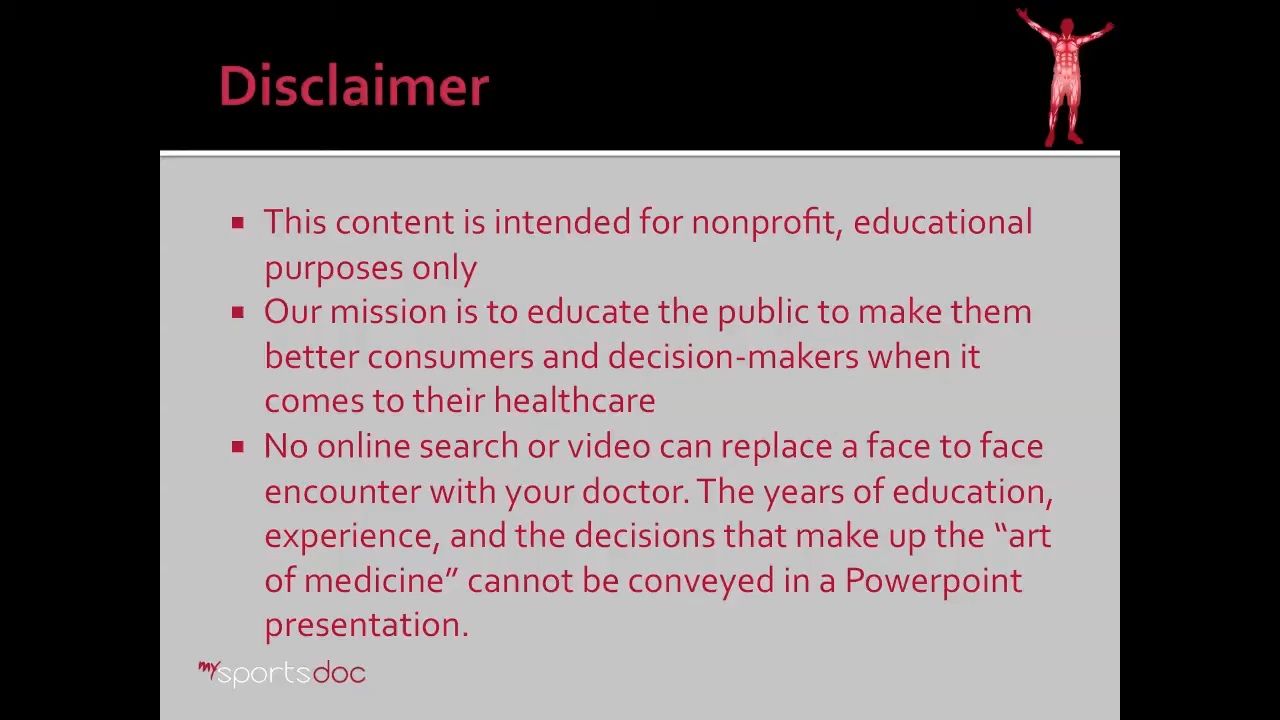 Disclaimer
This content is intended for nonprofit, educational
purposes only
Our mission is to educate the public to make them
better consumers and decision-makers when it
comes to their healthcare
No online search or video can replace a face to face
encounter with your doctor. The years of education,
experience, and the decisions that make up the “art
of medicine” cannot be conveyed in a Powerpoint
presentation.
mysportsdoc